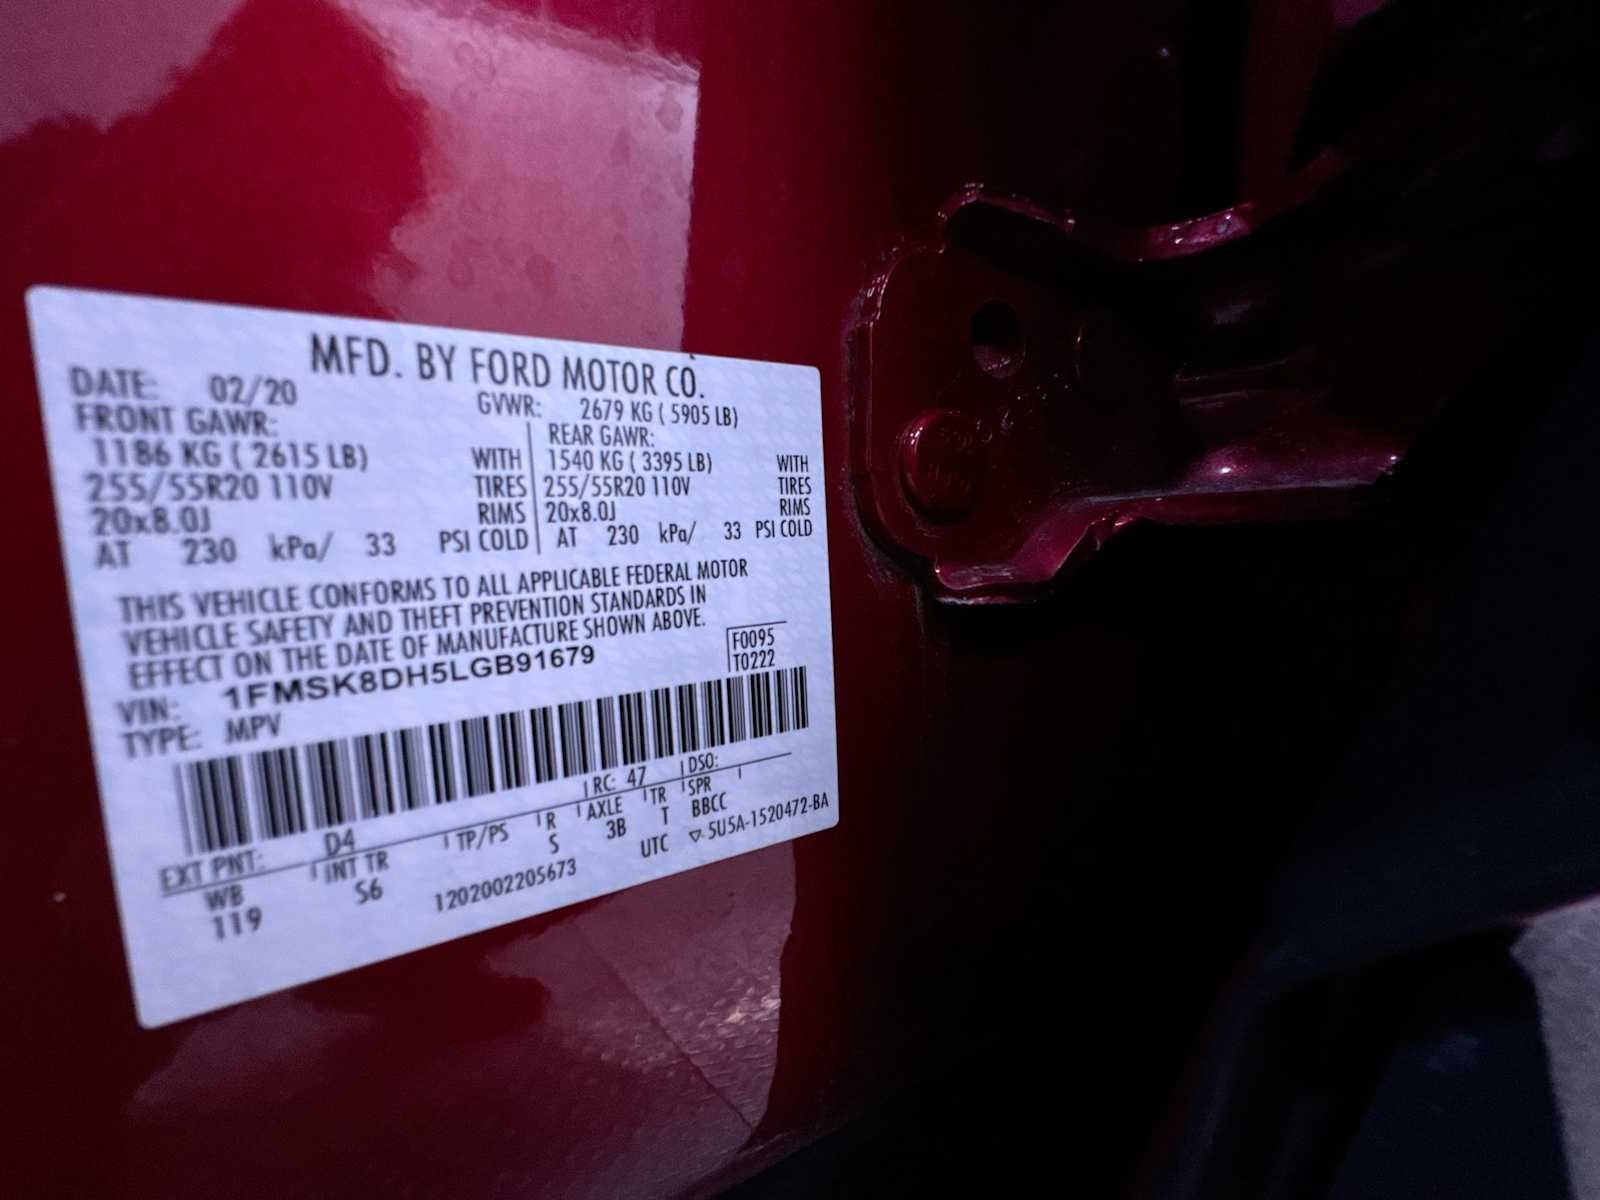 MFD. BY FORD MOTOR CO.
DATE: 02/20
GVWR: 2679 KG ( 5905 LB)
FRONT GAWR:
1186 KG ( 2615 LB) WITH
255/55R20 110V TIRES
20x8.0J RIMS
AT 230 kPa/ 33 PSI COLD
REAR GAWR:
1540 KG ( 3395 LB) WITH
255/55R20 110V TIRES
20x8.0J RIMS
AT 230 kPa/ 33 PSI COLD
THIS VEHICLE CONFORMS TO ALL APPLICABLE FEDERAL MOTOR
VEHICLE SAFETY AND THEFT PREVENTION STANDARDS IN
EFFECT ON THE DATE OF MANUFACTURE SHOWN ABOVE.
F0095
T0222
VIN: 1FMSK8DH5LGB91679
TYPE: MPV
EXT PNT: D4 RC: 47 DSO:
WB INT TR TP/PS R AXLE TR SPR
119 S6 S 3B T BBCC
1202002205673 UTC ▽-5U5A-1520472-BA